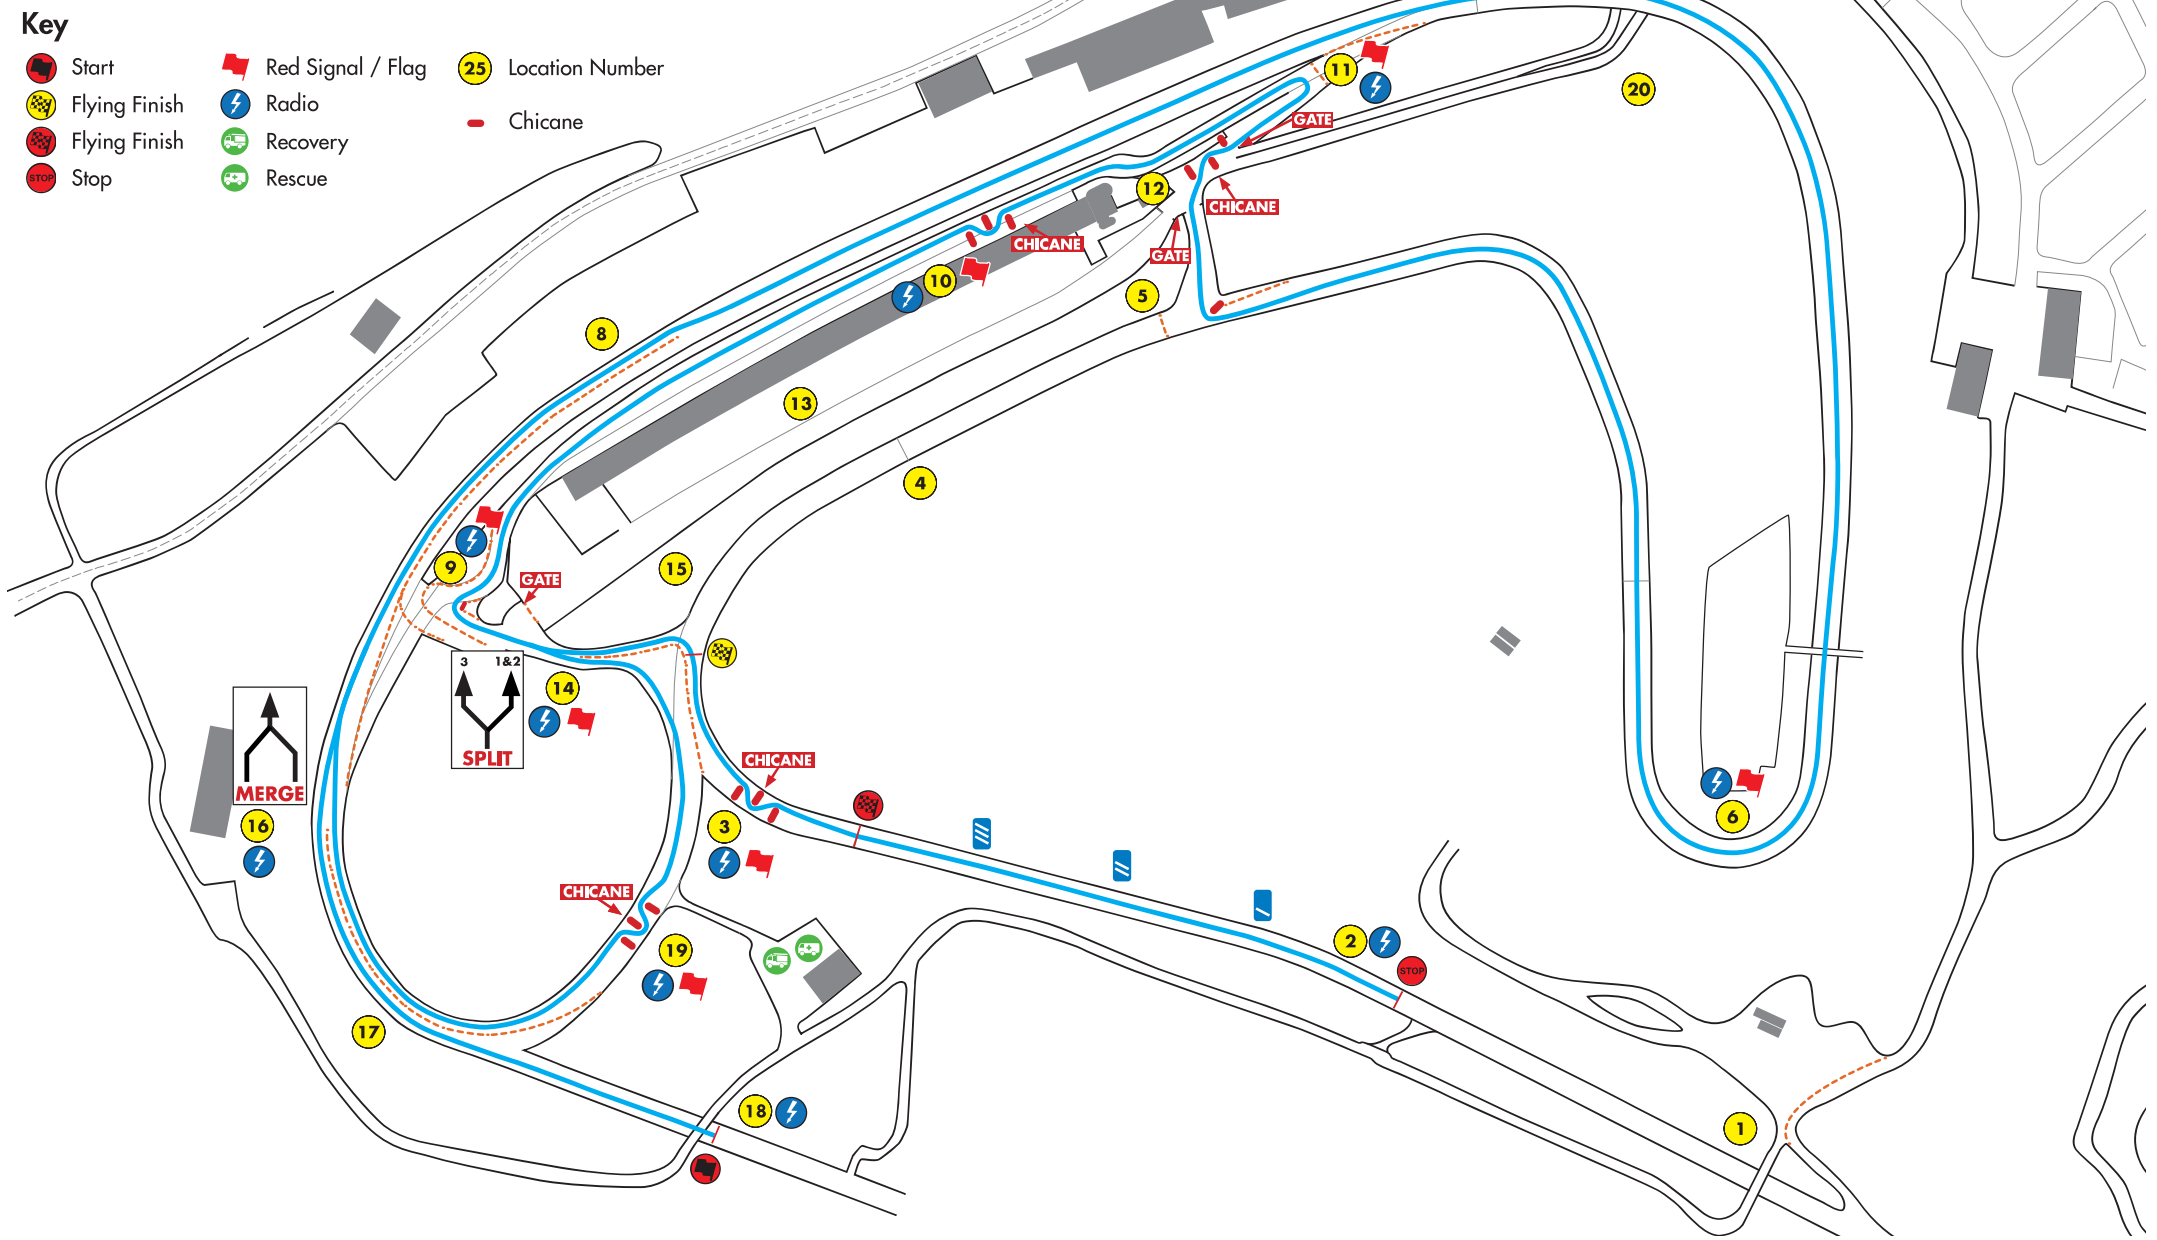 Key
Start
Red Signal / Flag
25 Location Number
Flying Finish
Radio
Flying Finish
Recovery
Chicane
STOP Stop
Rescue
11
20
GATE
12
CHICANE
CHICANE
GATE
10
5
8
13
4
9
15
GATE
3 1&2
SPLIT
14
MERGE
16
CHICANE
3
6
CHICANE
19
2
STOP
17
18
1